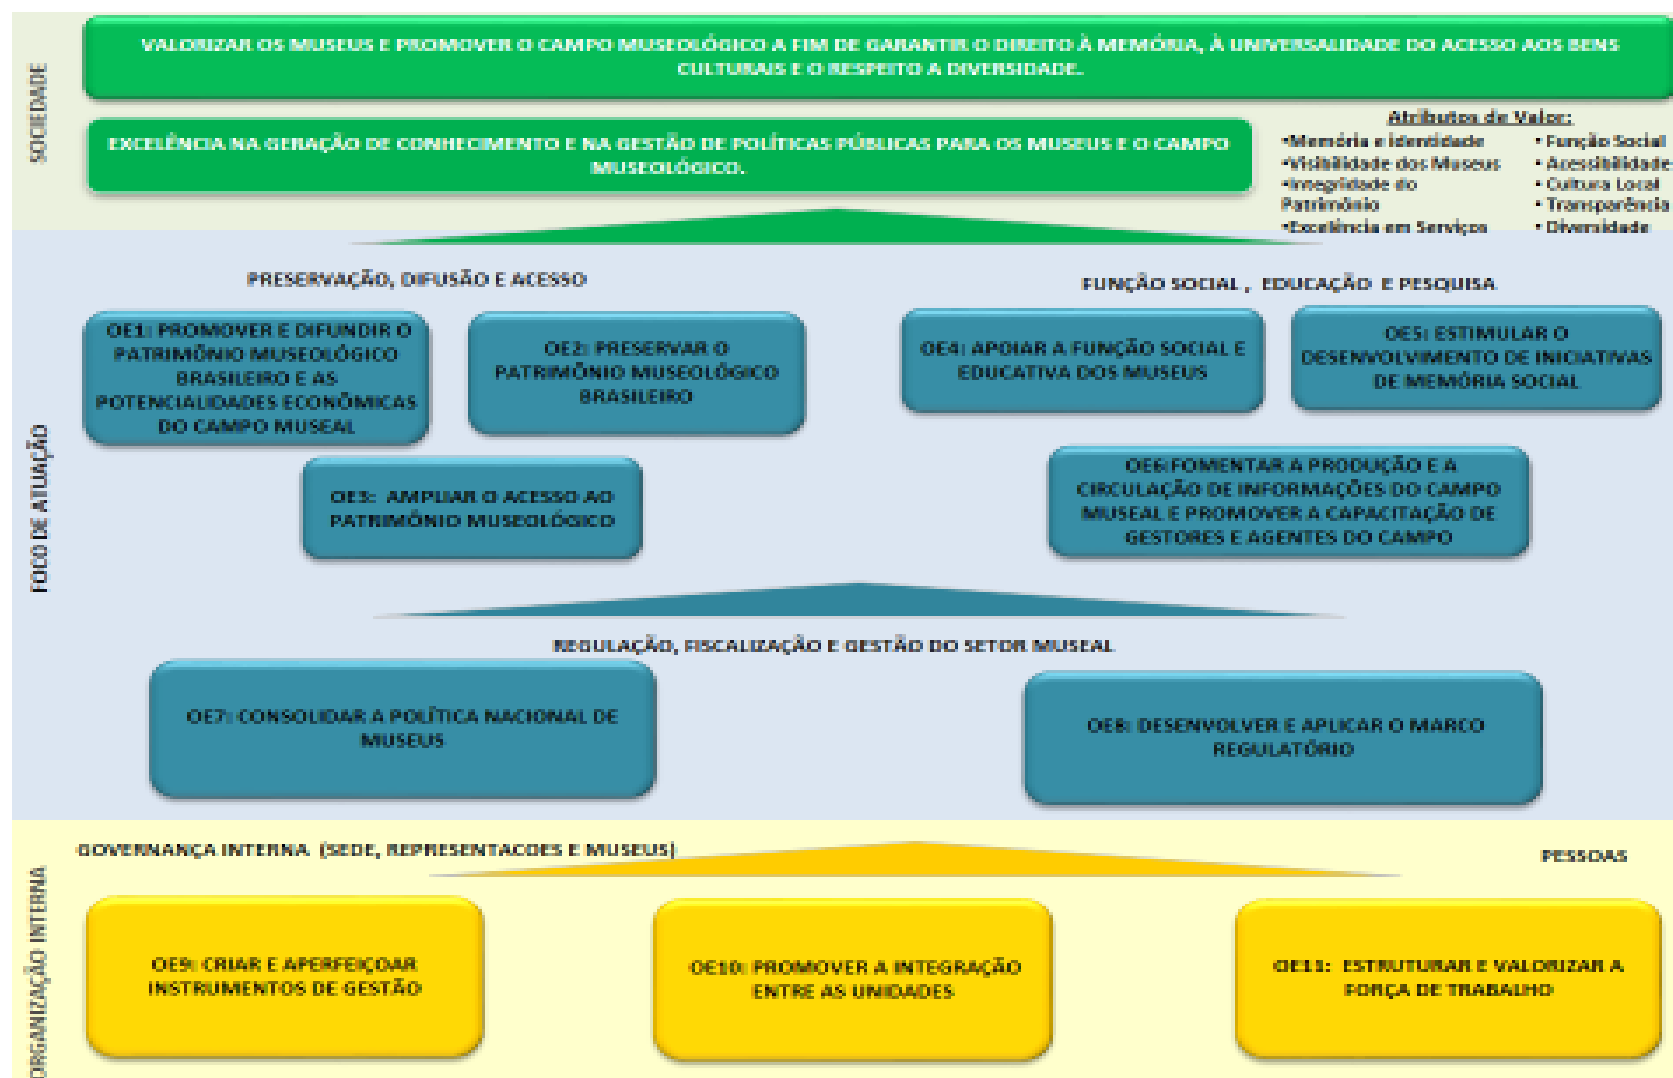 SOCIEDADE
VALORIZAR OS MUSEUS E PROMOVER O CAMPO MUSEOLÓGICO A FIM DE GARANTIR O DIREITO À MEMÓRIA, À UNIVERSALIDADE DO ACESSO AOS BENS
CULTURAIS E O RESPEITO A DIVERSIDADE.
EXCELÊNCIA NA GERAÇÃO DE CONHECIMENTO E NA GESTÃO DE POLÍTICAS PÚBLICAS PARA OS MUSEUS E O CAMPO
MUSEOLÓGICO.
Atributos de Valor:
•Memória e identidade
•Visibilidade dos Museus
•Integridade do
Patrimônio
•Excelência em Serviços
• Função Social
• Acessibilidade
• Cultura Local
• Transparência
• Diversidade
FOCO DE ATUAÇÃO
PRESERVAÇÃO, DIFUSÃO E ACESSO
OE1: PROMOVER E DIFUNDIR O
PATRIMÔNIO MUSEOLÓGICO
BRASILEIRO E AS
POTENCIALIDADES ECONÔMICAS
DO CAMPO MUSEAL
OE2: PRESERVAR O
PATRIMÔNIO MUSEOLÓGICO
BRASILEIRO
OE3: AMPLIAR O ACESSO AO
PATRIMÔNIO MUSEOLÓGICO
FUNÇÃO SOCIAL , EDUCAÇÃO E PESQUISA
OE4: APOIAR A FUNÇÃO SOCIAL E
EDUCATIVA DOS MUSEUS
OE5: ESTIMULAR O
DESENVOLVIMENTO DE INICIATIVAS
DE MEMÓRIA SOCIAL
OE6:FOMENTAR A PRODUÇÃO E A
CIRCULAÇÃO DE INFORMAÇÕES DO CAMPO
MUSEAL E PROMOVER A CAPACITAÇÃO DE
GESTORES E AGENTES DO CAMPO
REGULAÇÃO, FISCALIZAÇÃO E GESTÃO DO SETOR MUSEAL
OE7: CONSOLIDAR A POLÍTICA NACIONAL DE
MUSEUS
OE8: DESENVOLVER E APLICAR O MARCO
REGULATÓRIO
ORGANIZAÇÃO INTERNA
GOVERNANÇA INTERNA (SEDE, REPRESENTACOES E MUSEUS)
PESSOAS
OE9: CRIAR E APERFEIÇOAR
INSTRUMENTOS DE GESTÃO
OE10: PROMOVER A INTEGRAÇÃO
ENTRE AS UNIDADES
OE11: ESTRUTURAR E VALORIZAR A
FORÇA DE TRABALHO